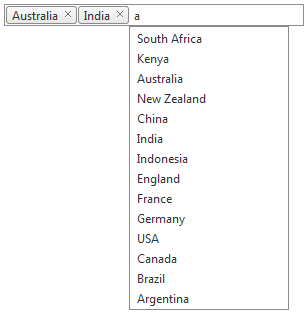 Australia × India × a
South Africa
Kenya
Australia
New Zealand
China
India
Indonesia
England
France
Germany
USA
Canada
Brazil
Argentina